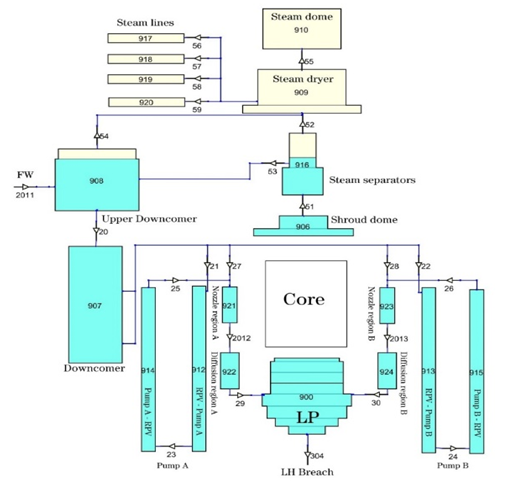 Steam lines
917
56
918
57
919
58
920
59
Steam dome
910
55
Steam dryer
909
52
54
916
53
Steam separators
51
Shroud dome
906
FW
2011
908
Upper Downcomer
20
907
Downcomer
21
27
25
28
22
26
Nozzle region A
921
2012
922
Diffusion region A
29
914
Pump A - RPV
912
RPV - Pump A
23
Pump A
Core
900
LP
304
LH Breach
923
Nozzle region B
2013
924
Diffusion region B
30
913
RPV - Pump B
915
Pump B - RPV
24
Pump B